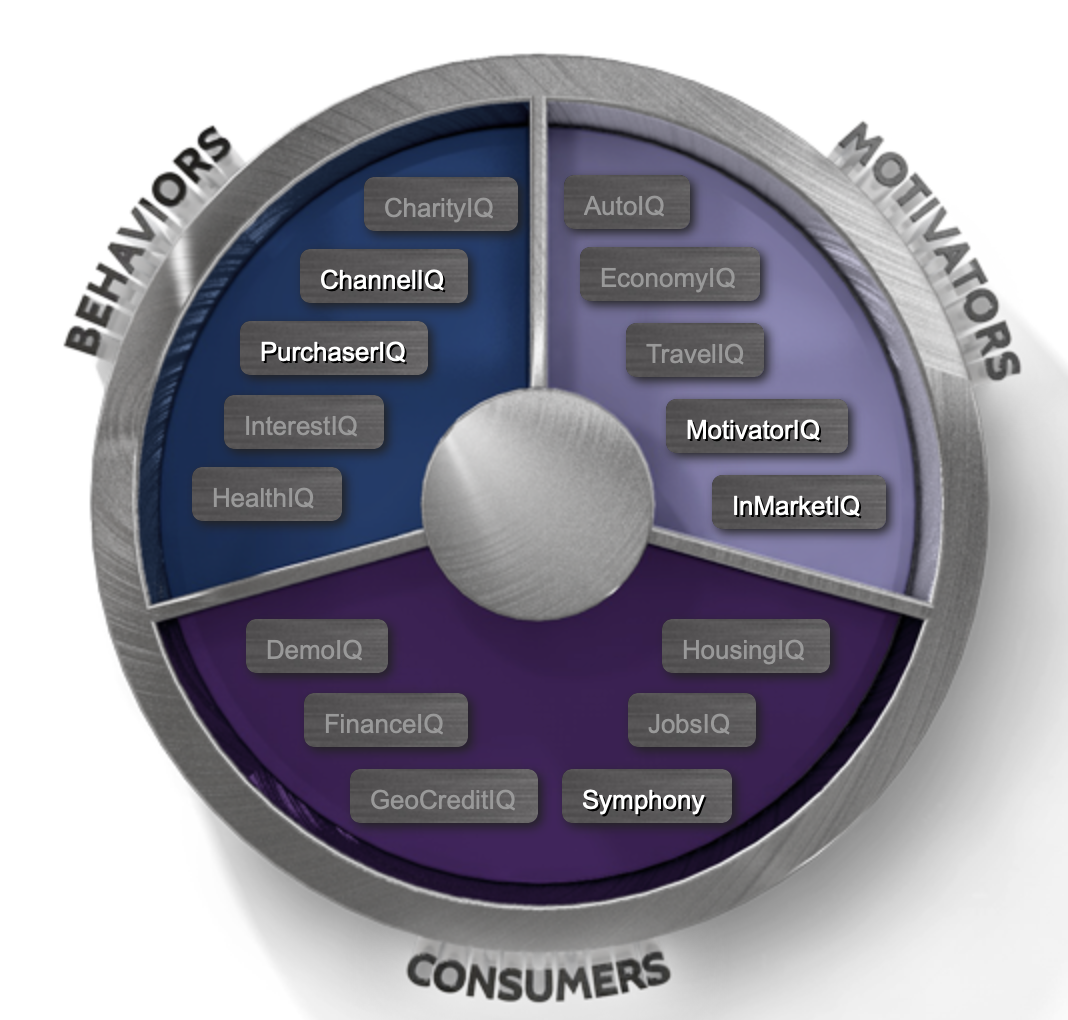 BEHAVIORS
CharityIQ
ChannelIQ
PurchaserIQ
InterestIQ
HealthIQ
MOTIVATORS
AutoIQ
EconomyIQ
TravelIQ
MotivatorIQ
InMarketIQ
DemoIQ
FinanceIQ
GeoCreditIQ
HousingIQ
JobsIQ
Symphony
CONSUMERS